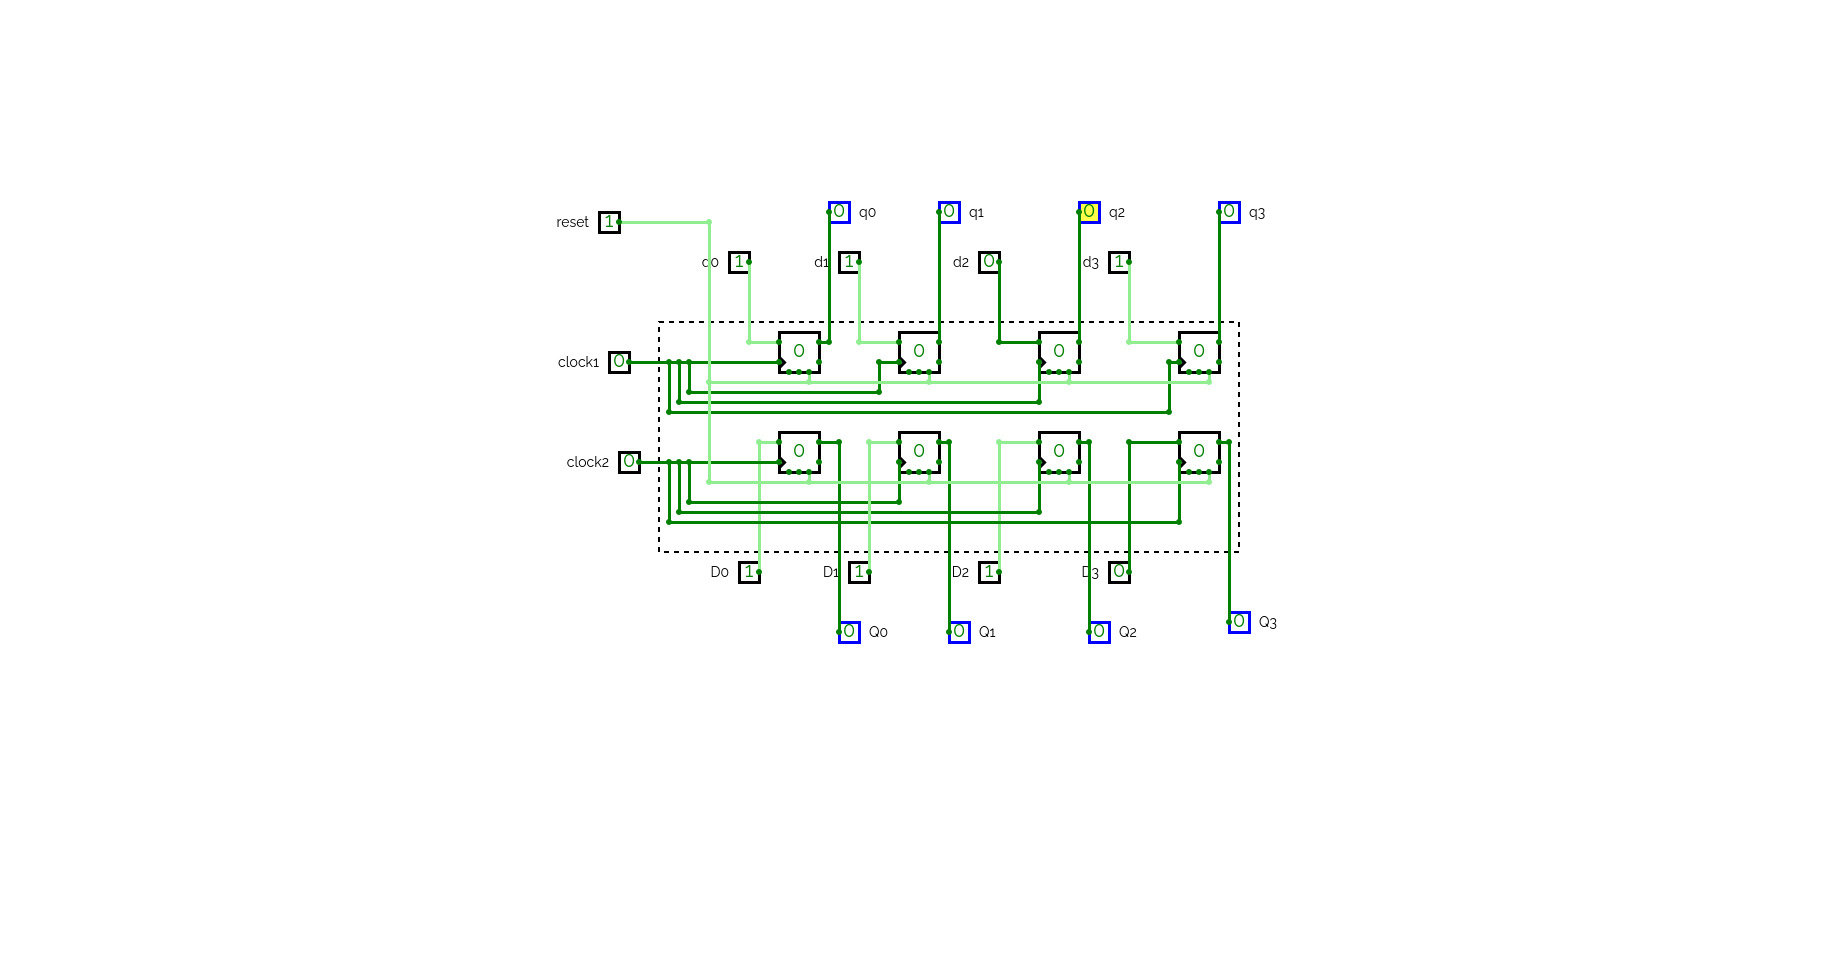 0 q0 0 q1 0 q2 0 q3
reset 1
d0 1 d1 1 d2 0 d3 1
0 0 0 0
clock1 0
0 0 0 0
clock2 0
D0 1 D1 1 D2 1 D3 0
0 Q3
0 Q0 0 Q1 0 Q2